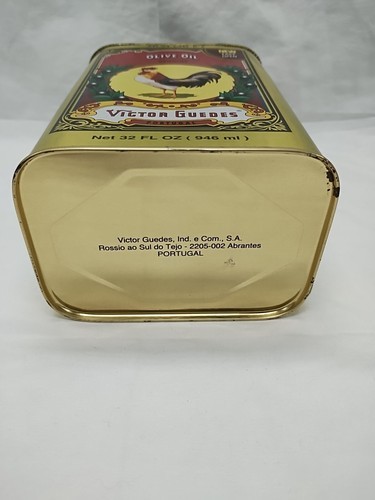 OLIVE OIL
VICTOR GUEDES
PORTUGAL
Net 32 FL OZ ( 946 ml )
Victor Guedes, Ind. e Com., S.A.
Rossio ao Sul do Tejo - 2205-002 Abrantes
PORTUGAL